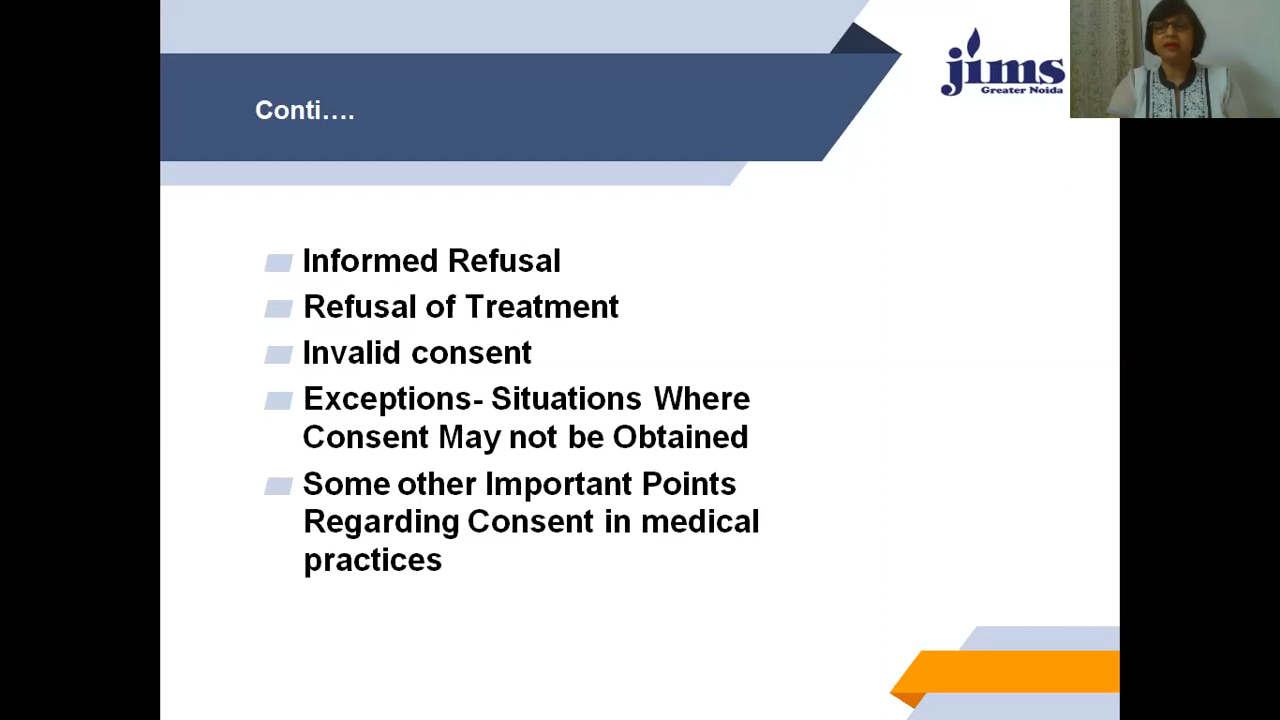 jims
Greater Noida
Conti….
Informed Refusal
Refusal of Treatment
Invalid consent
Exceptions- Situations Where
Consent May not be Obtained
Some other Important Points
Regarding Consent in medical
practices